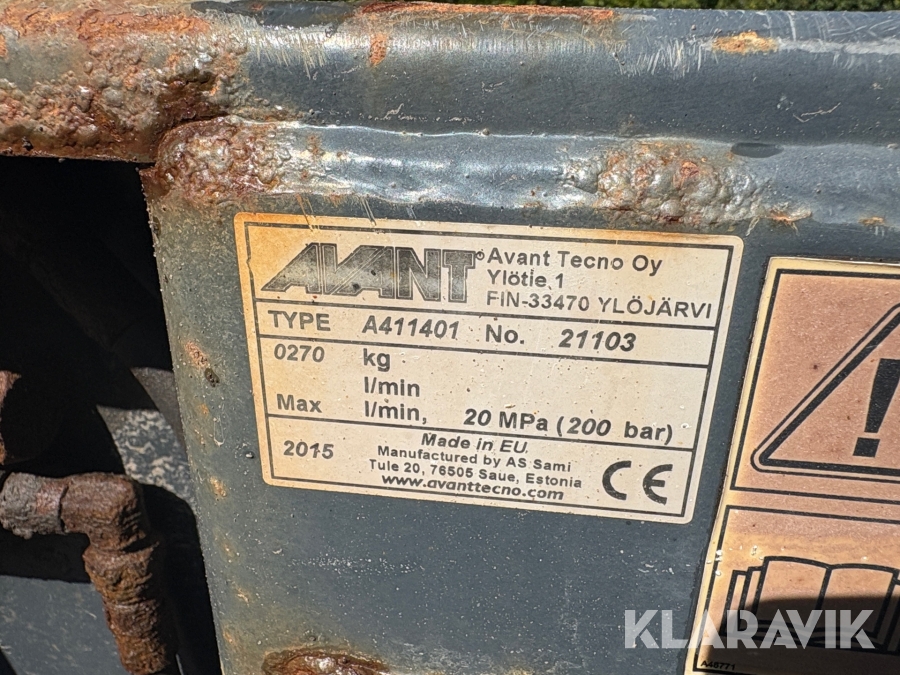 AVANT® Avant Tecno Oy
Ylötie 1
FIN-33470 YLÖJÄRVI
TYPE A411401 No. 21103
0270 kg
l/min
Max l/min, 20 MPa (200 bar)
2015 Made in EU
Manufactured by AS Sami
Tule 20, 76505 Saue, Estonia
www.avanttecno.com
CE
!
KLARAVIK
A46771